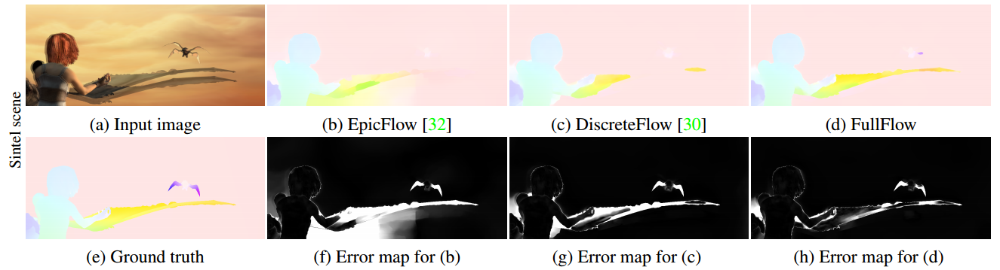 Sintel scene
(a) Input image
(b) EpicFlow [32]
(c) DiscreteFlow [30]
(d) FullFlow
(e) Ground truth
(f) Error map for (b)
(g) Error map for (c)
(h) Error map for (d)